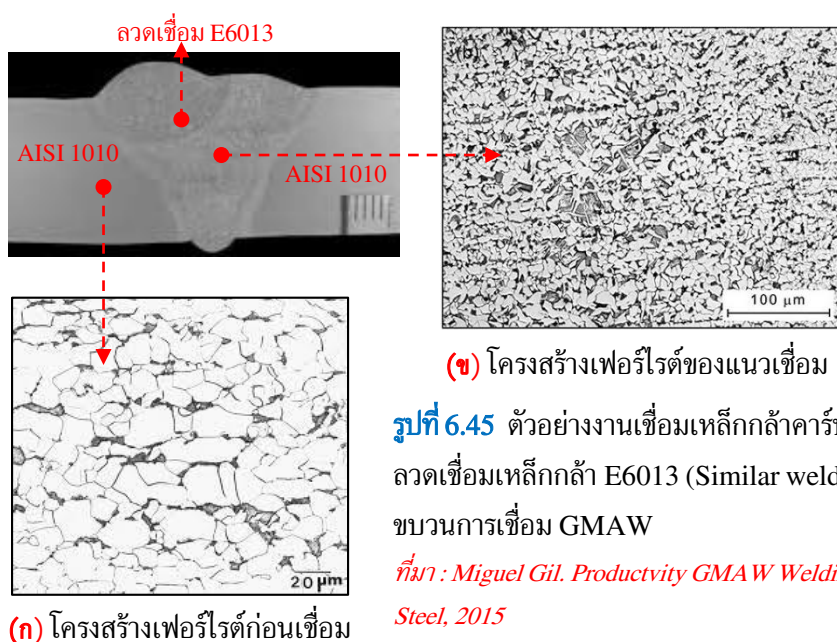 ลวดเชื่อม E6013
AISI 1010
AISI 1010
100 µm
(ข) โครงสร้างเฟอร์ไรต์ของแนวเชื่อม
20 µm
(ก) โครงสร้างเฟอร์ไรต์ก่อนเชื่อม
รูปที่ 6.45 ตัวอย่างงานเชื่อมเหล็กกล้าคาร์
ลวดเชื่อมเหล็กกล้า E6013 (Similar weld
ขบวนการเชื่อม GMAW
ที่มา : Miguel Gil. Productvity GMAW Weldi
Steel, 2015